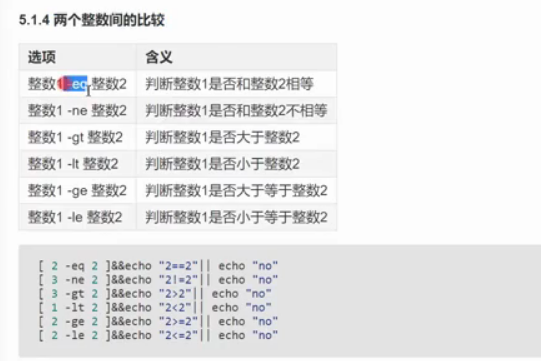 5.1.4 两个整数间的比较
选项 含义
整数1 -eq 整数2 判断整数1是否和整数2相等
整数1 -ne 整数2 判断整数1是否和整数2不相等
整数1 -gt 整数2 判断整数1是否大于整数2
整数1 -lt 整数2 判断整数1是否小于整数2
整数1 -ge 整数2 判断整数1是否大于等于整数2
整数1 -le 整数2 判断整数1是否小于等于整数2
[ 2 -eq 2 ]&&echo "2==2"|| echo "no"
[ 3 -ne 2 ]&&echo "2!=2"|| echo "no"
[ 3 -gt 2 ]&&echo "2>2"|| echo "no"
[ 1 -lt 2 ]&&echo "2<2"|| echo "no"
[ 2 -ge 2 ]&&echo "2>=2"|| echo "no"
[ 2 -le 2 ]&&echo "2<=2"|| echo "no"